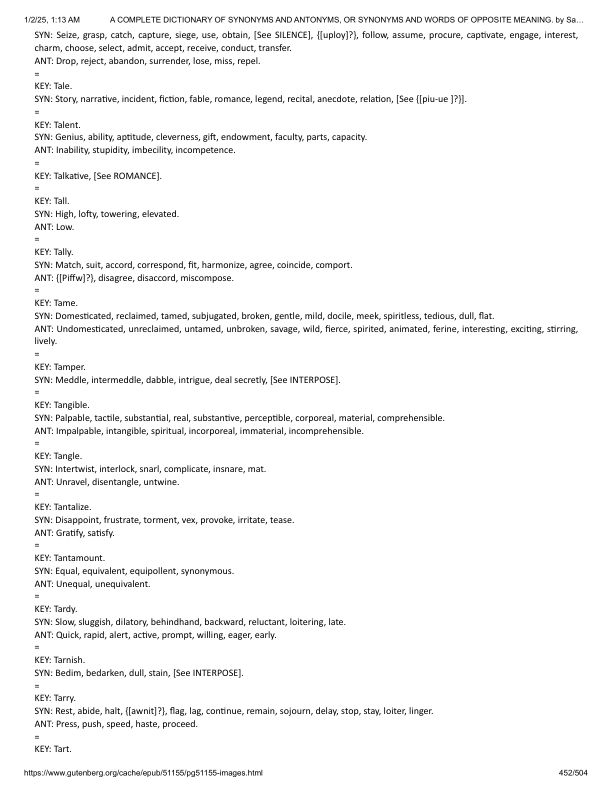 1/2/25, 1:13 AM A COMPLETE DICTIONARY OF SYNONYMS AND ANTONYMS, OR SYNONYMS AND WORDS OF OPPOSITE MEANING. by Sa…
SYN: Seize, grasp, catch, capture, siege, use, obtain, [See SILENCE], {[uploy]?}, follow, assume, procure, captivate, engage, interest,
charm, choose, select, admit, accept, receive, conduct, transfer.
ANT: Drop, reject, abandon, surrender, lose, miss, repel.
=
KEY: Tale.
SYN: Story, narrative, incident, fiction, fable, romance, legend, recital, anecdote, relation, [See {[piu-ue ]?}].
=
KEY: Talent.
SYN: Genius, ability, aptitude, cleverness, gift, endowment, faculty, parts, capacity.
ANT: Inability, stupidity, imbecility, incompetence.
=
KEY: Talkative, [See ROMANCE].
=
KEY: Tall.
SYN: High, lofty, towering, elevated.
ANT: Low.
=
KEY: Tally.
SYN: Match, suit, accord, correspond, fit, harmonize, agree, coincide, comport.
ANT: {[Piffw]?}, disagree, disaccord, miscompose.
=
KEY: Tame.
SYN: Domesticated, reclaimed, tamed, subjugated, broken, gentle, mild, docile, meek, spiritless, tedious, dull, flat.
ANT: Undomesticated, unreclaimed, untamed, unbroken, savage, wild, fierce, spirited, animated, ferine, interesting, exciting, stirring,
lively.
=
KEY: Tamper.
SYN: Meddle, intermeddle, dabble, intrigue, deal secretly, [See INTERPOSE].
=
KEY: Tangible.
SYN: Palpable, tactile, substantial, real, substantive, perceptible, corporeal, material, comprehensible.
ANT: Impalpable, intangible, spiritual, incorporeal, immaterial, incomprehensible.
=
KEY: Tangle.
SYN: Intertwist, interlock, snarl, complicate, insnare, mat.
ANT: Unravel, disentangle, untwine.
=
KEY: Tantalize.
SYN: Disappoint, frustrate, torment, vex, provoke, irritate, tease.
ANT: Gratify, satisfy.
=
KEY: Tantamount.
SYN: Equal, equivalent, equipollent, synonymous.
ANT: Unequal, unequivalent.
=
KEY: Tardy.
SYN: Slow, sluggish, dilatory, behindhand, backward, reluctant, loitering, late.
ANT: Quick, rapid, alert, active, prompt, willing, eager, early.
=
KEY: Tarnish.
SYN: Bedim, bedarken, dull, stain, [See INTERPOSE].
=
KEY: Tarry.
SYN: Rest, abide, halt, {[awnit]?}, flag, lag, continue, remain, sojourn, delay, stop, stay, loiter, linger.
ANT: Press, push, speed, haste, proceed.
=
KEY: Tart.
https://www.gutenberg.org/cache/epub/51155/pg51155-images.html 452/504